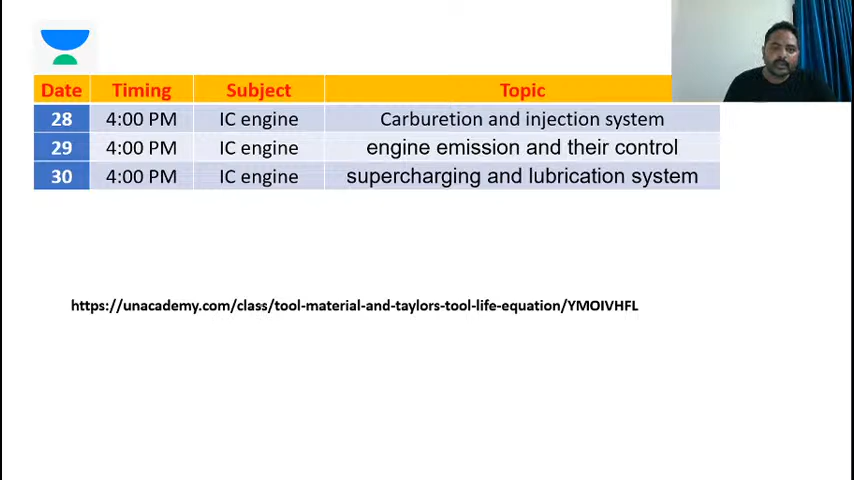 Date Timing Subject Topic
28 4:00 PM IC engine Carburetion and injection system
29 4:00 PM IC engine engine emission and their control
30 4:00 PM IC engine supercharging and lubrication system
https://unacademy.com/class/tool-material-and-taylors-tool-life-equation/YMOIVHFL